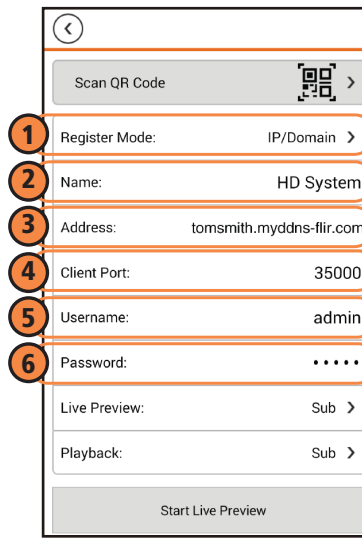 Scan QR Code
1 Register Mode: IP/Domain
2 Name: HD System
3 Address: tomsmith.myddns-flir.com
4 Client Port: 35000
5 Username: admin
6 Password: •••••
Live Preview: Sub
Playback: Sub
Start Live Preview